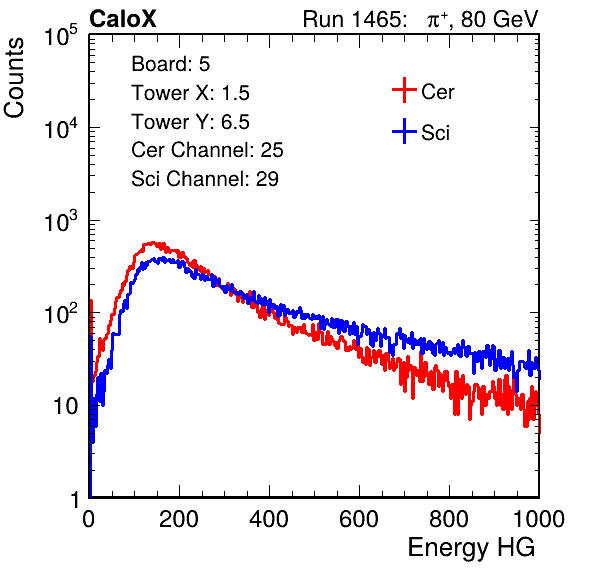 CaloX Run 1465: π⁺, 80 GeV
Counts
10⁵
10⁴
10³
10²
10
1
Board: 5
Tower X: 1.5
Tower Y: 6.5
Cer Channel: 25
Sci Channel: 29
Cer
Sci
0 200 400 600 800 1000
Energy HG